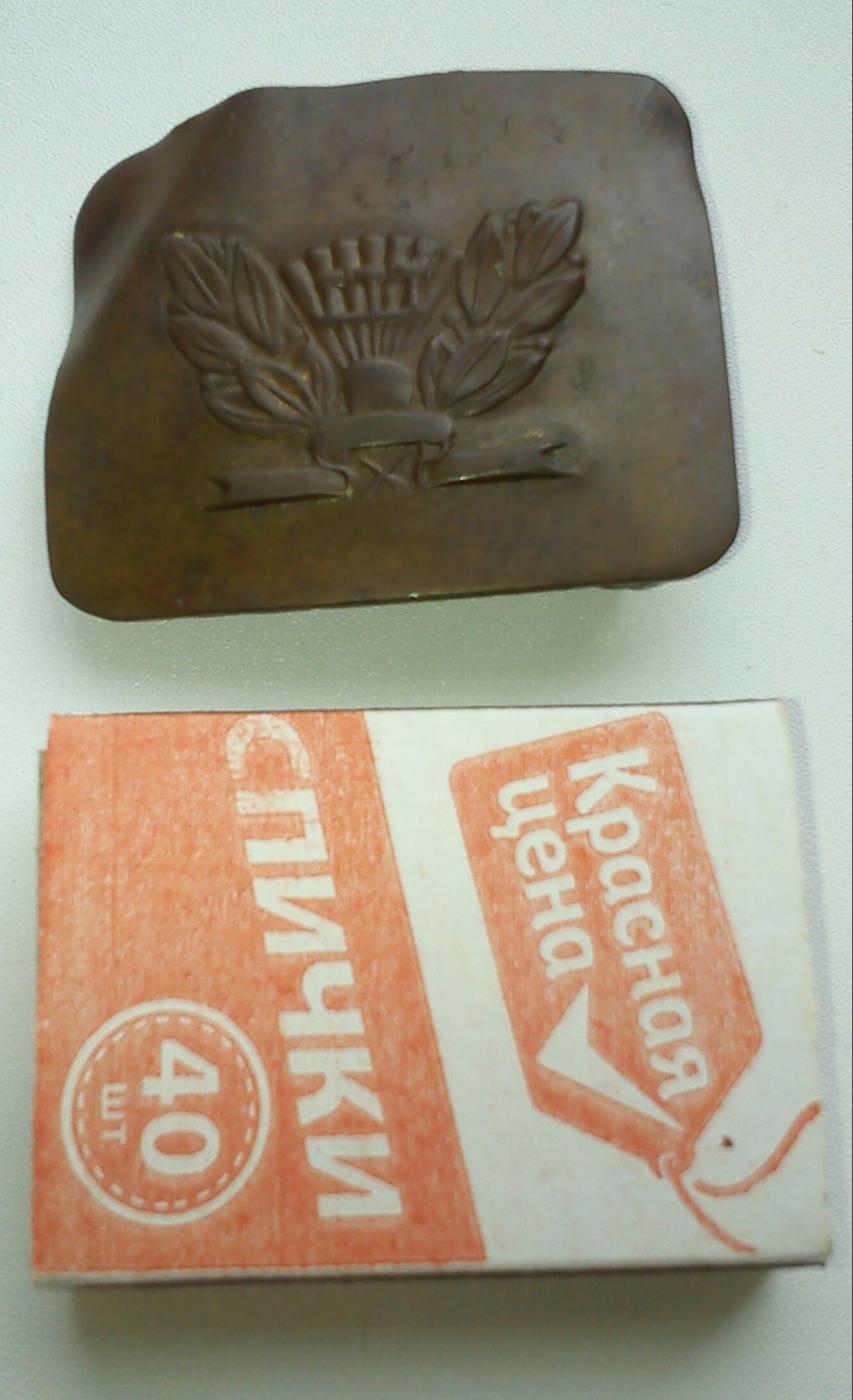 Красная
цена
спички
40
шт